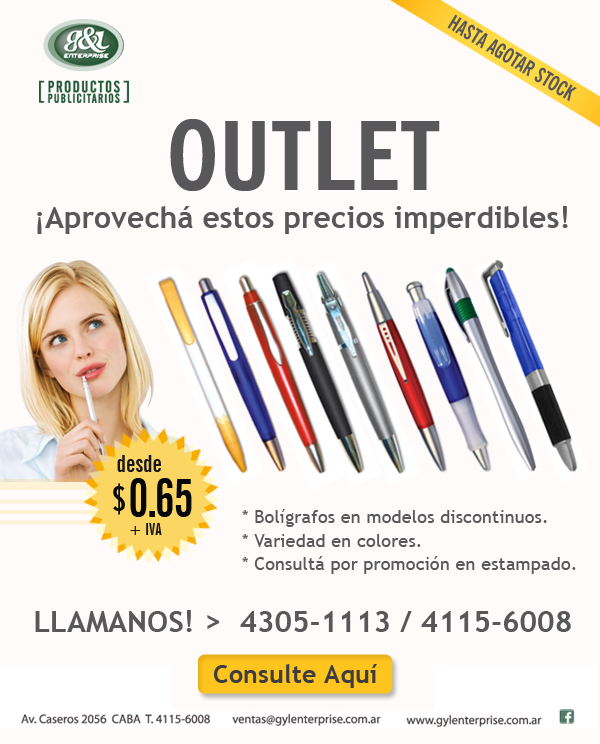 g&l
ENTERPRISE
[PRODUCTOS
PUBLICITARIOS]
HASTA AGOTAR STOCK
OUTLET
¡Aprovechá estos precios imperdibles!
desde
$0.65
+ IVA
* Bolígrafos en modelos discontinuos.
* Variedad en colores.
* Consultá por promoción en estampado.
LLAMANOS! > 4305-1113 / 4115-6008
Consulte Aquí
Av. Caseros 2056 CABA T. 4115-6008 ventas@gylenterprise.com.ar www.gylenterprise.com.ar f